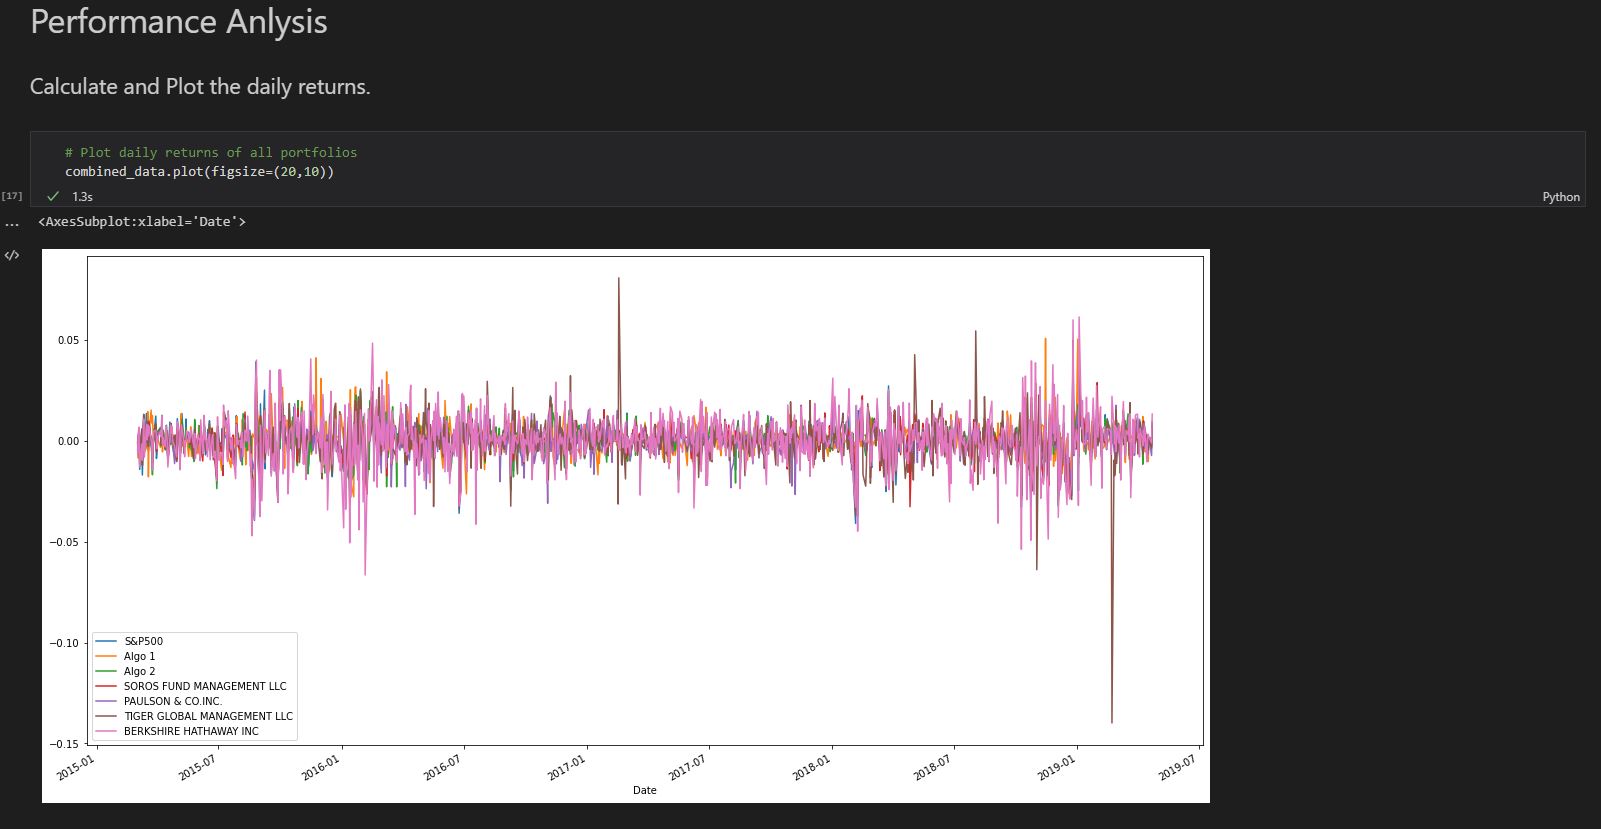 Performance Anlysis
Calculate and Plot the daily returns.
# Plot daily returns of all portfolios
combined_data.plot(figsize=(20,10))
[17]
1.3s
Python
...
<AxesSubplot:xlabel='Date'>
</>
0.05
0.00
−0.05
−0.10
−0.15
S&P500
Algo 1
Algo 2
SOROS FUND MANAGEMENT LLC
PAULSON & CO.INC.
TIGER GLOBAL MANAGEMENT LLC
BERKSHIRE HATHAWAY INC
2015-01
2015-07
2016-01
2016-07
2017-01
2017-07
2018-01
2018-07
2019-01
2019-07
Date